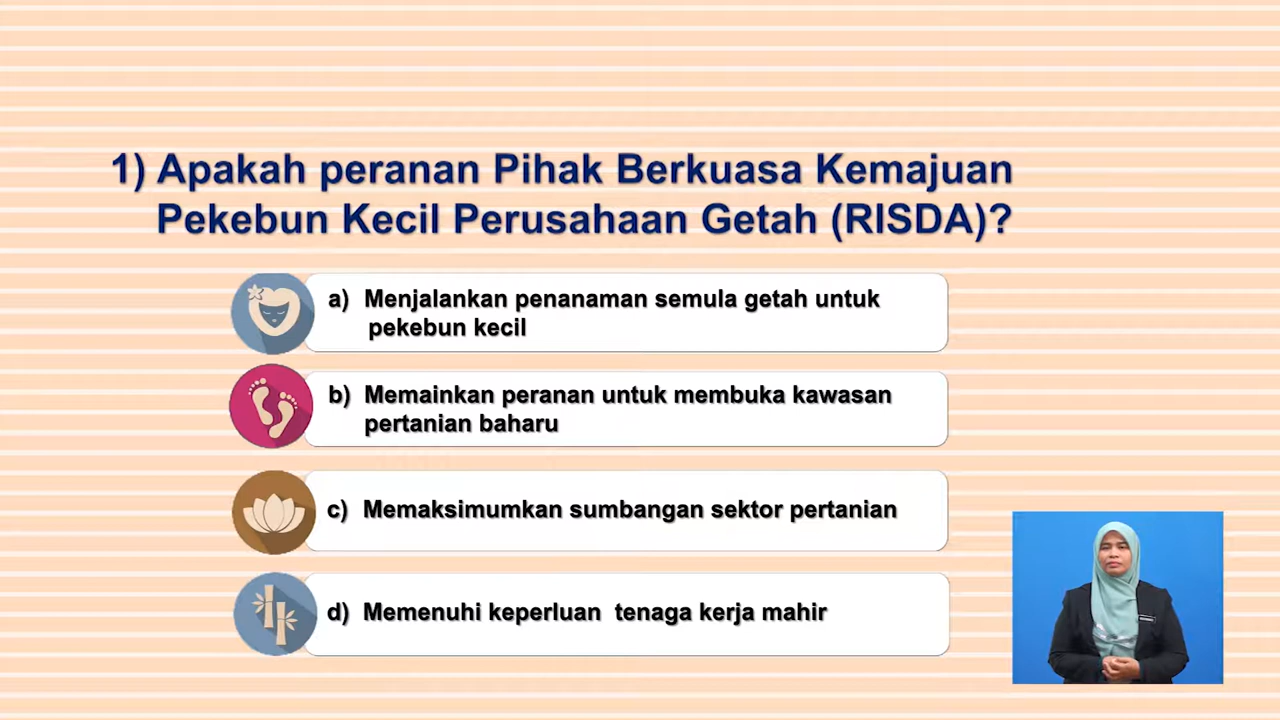 1) Apakah peranan Pihak Berkuasa Kemajuan
Pekebun Kecil Perusahaan Getah (RISDA)?
a) Menjalankan penanaman semula getah untuk
pekebun kecil
b) Memainkan peranan untuk membuka kawasan
pertanian baharu
c) Memaksimumkan sumbangan sektor pertanian
d) Memenuhi keperluan tenaga kerja mahir